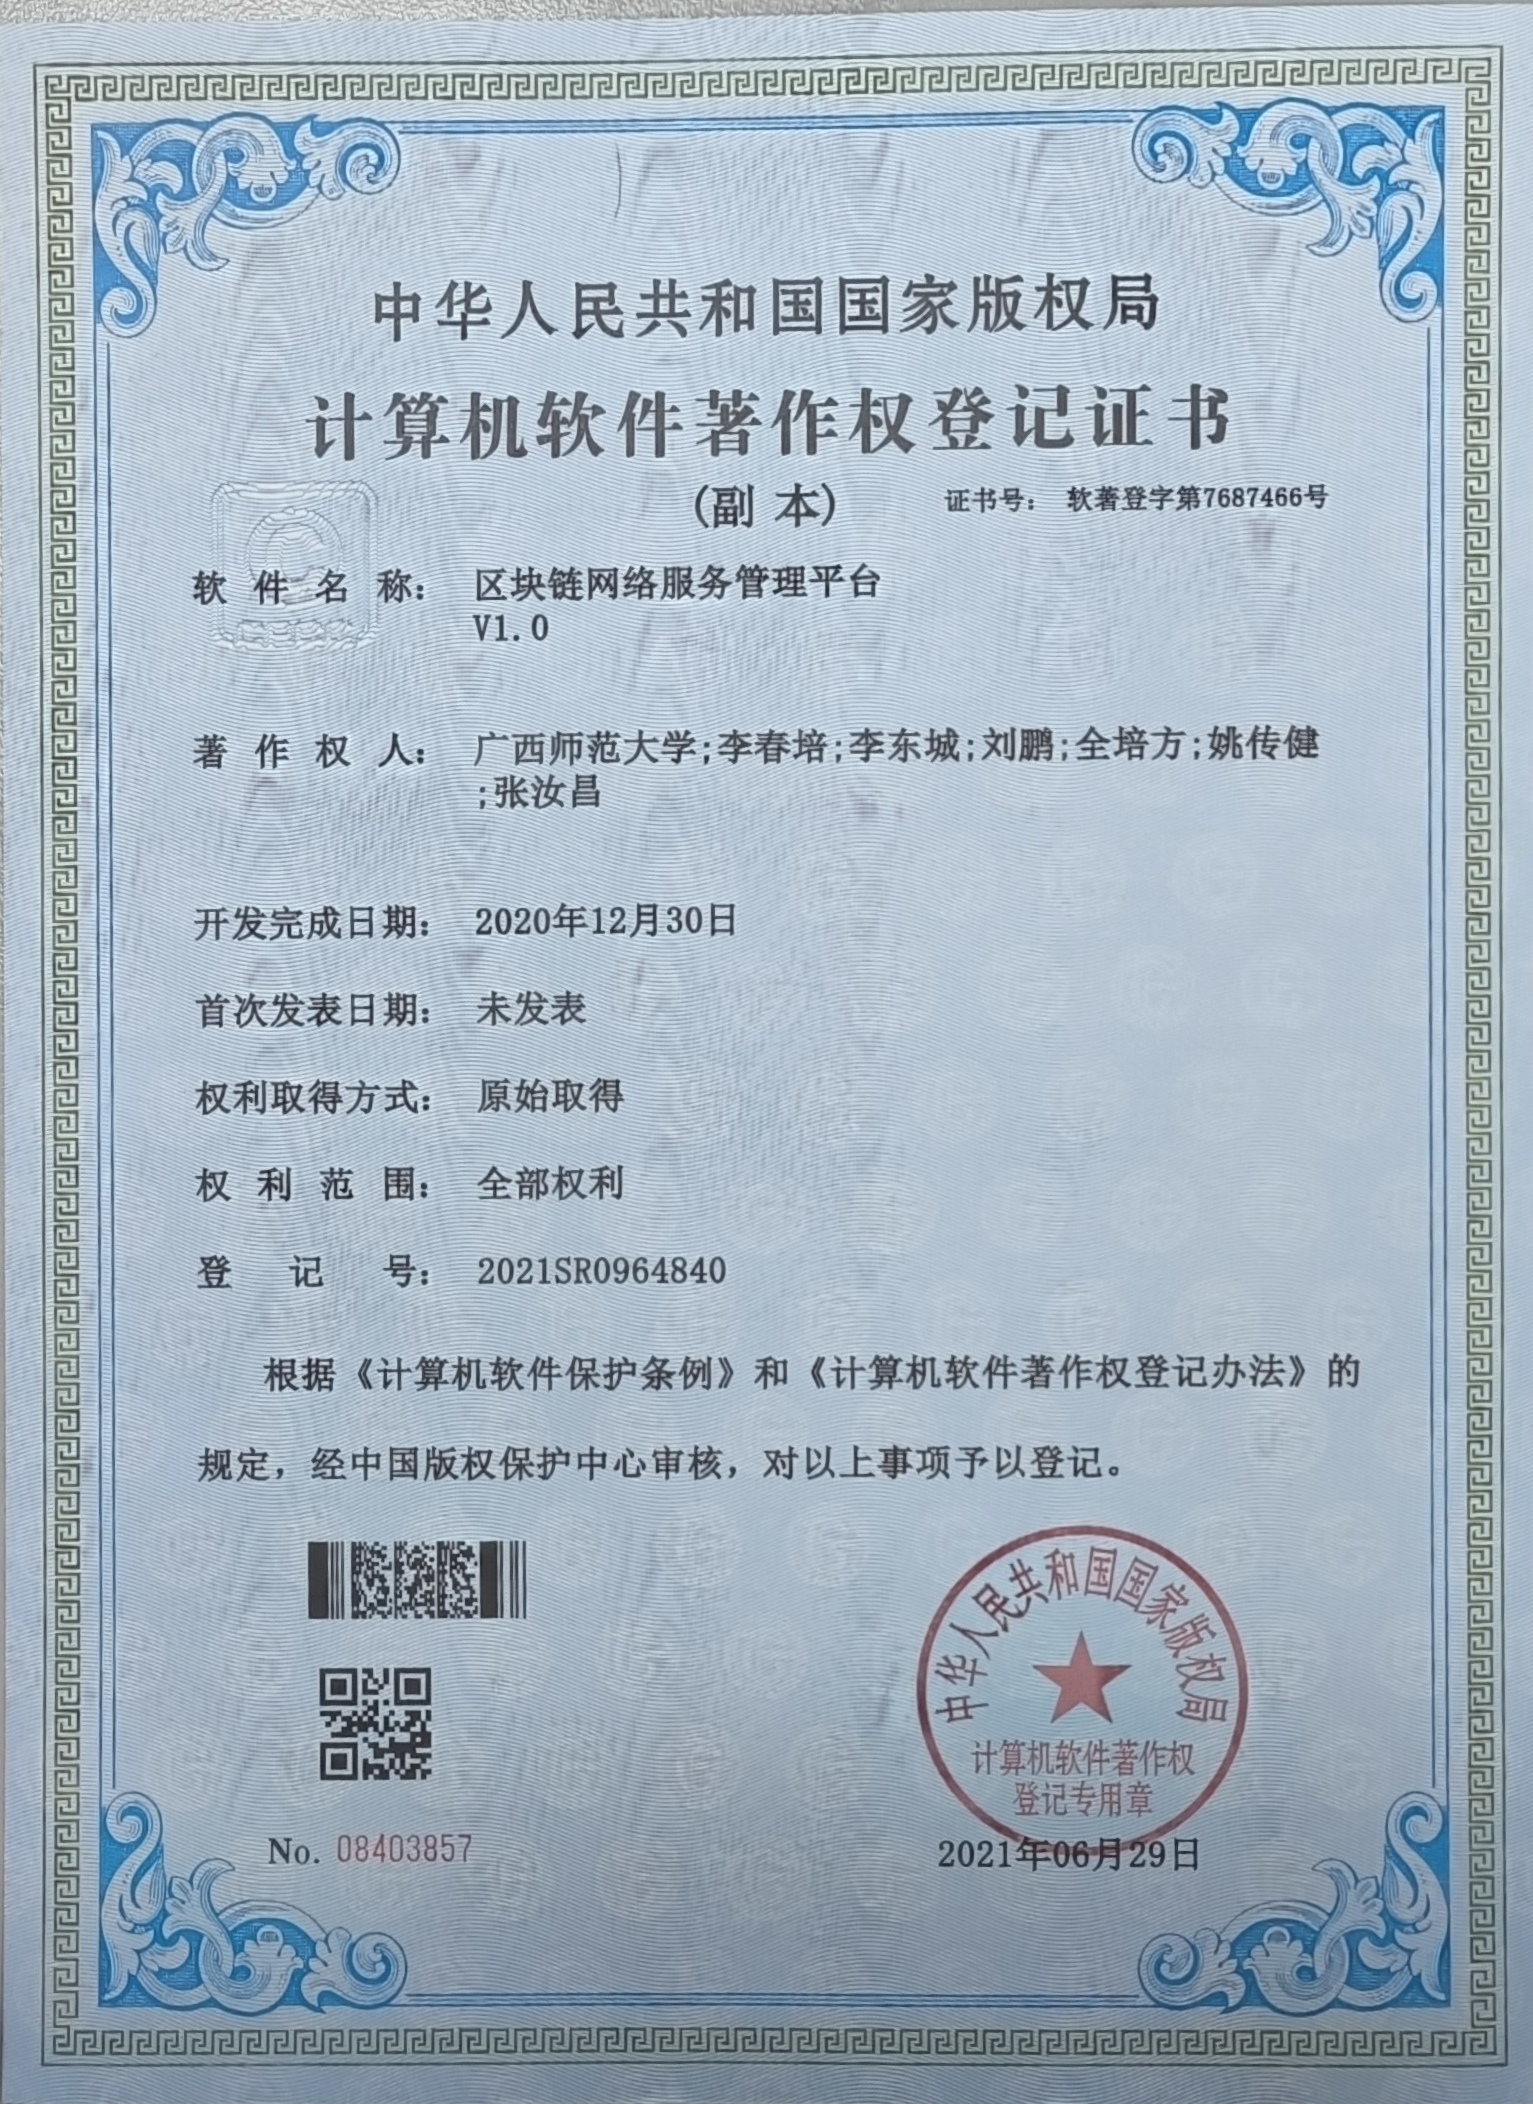 中华人民共和国国家版权局
计算机软件著作权登记证书
(副 本)
证书号: 软著登字第7687466号
软件名称: 区块链网络服务管理平台
V1.0
著作权人: 广西师范大学;李春培;李东城;刘鹏;全培方;姚传健
;张汝昌
开发完成日期: 2020年12月30日
首次发表日期: 未发表
权利取得方式: 原始取得
权利范围: 全部权利
登记号: 2021SR0964840
根据《计算机软件保护条例》和《计算机软件著作权登记办法》的
规定，经中国版权保护中心审核，对以上事项予以登记。
中华人民共和国国家版权局
计算机软件著作权
登记专用章
No. 08403857
2021年06月29日